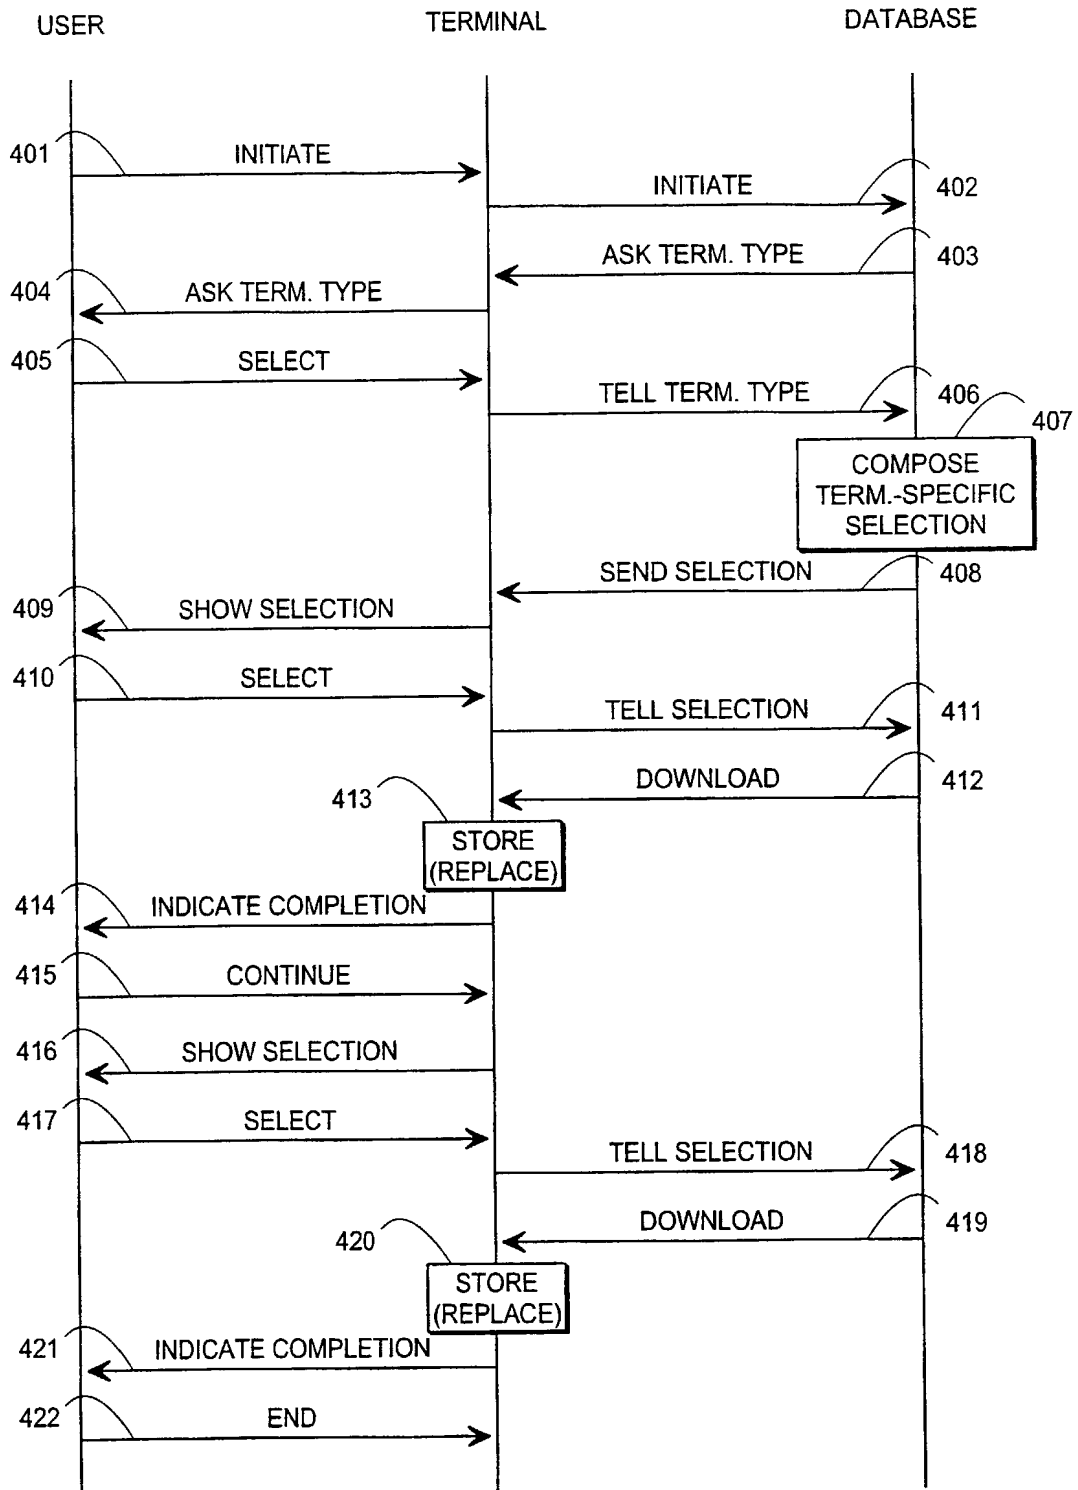 USER TERMINAL DATABASE
401 INITIATE
INITIATE 402
ASK TERM. TYPE 403
404 ASK TERM. TYPE
405 SELECT
TELL TERM. TYPE 406
407
COMPOSE
TERM.-SPECIFIC
SELECTION
SEND SELECTION 408
409 SHOW SELECTION
410 SELECT
TELL SELECTION 411
DOWNLOAD 412
413
STORE
(REPLACE)
414 INDICATE COMPLETION
415 CONTINUE
416 SHOW SELECTION
417 SELECT
TELL SELECTION 418
DOWNLOAD 419
420
STORE
(REPLACE)
421 INDICATE COMPLETION
422 END